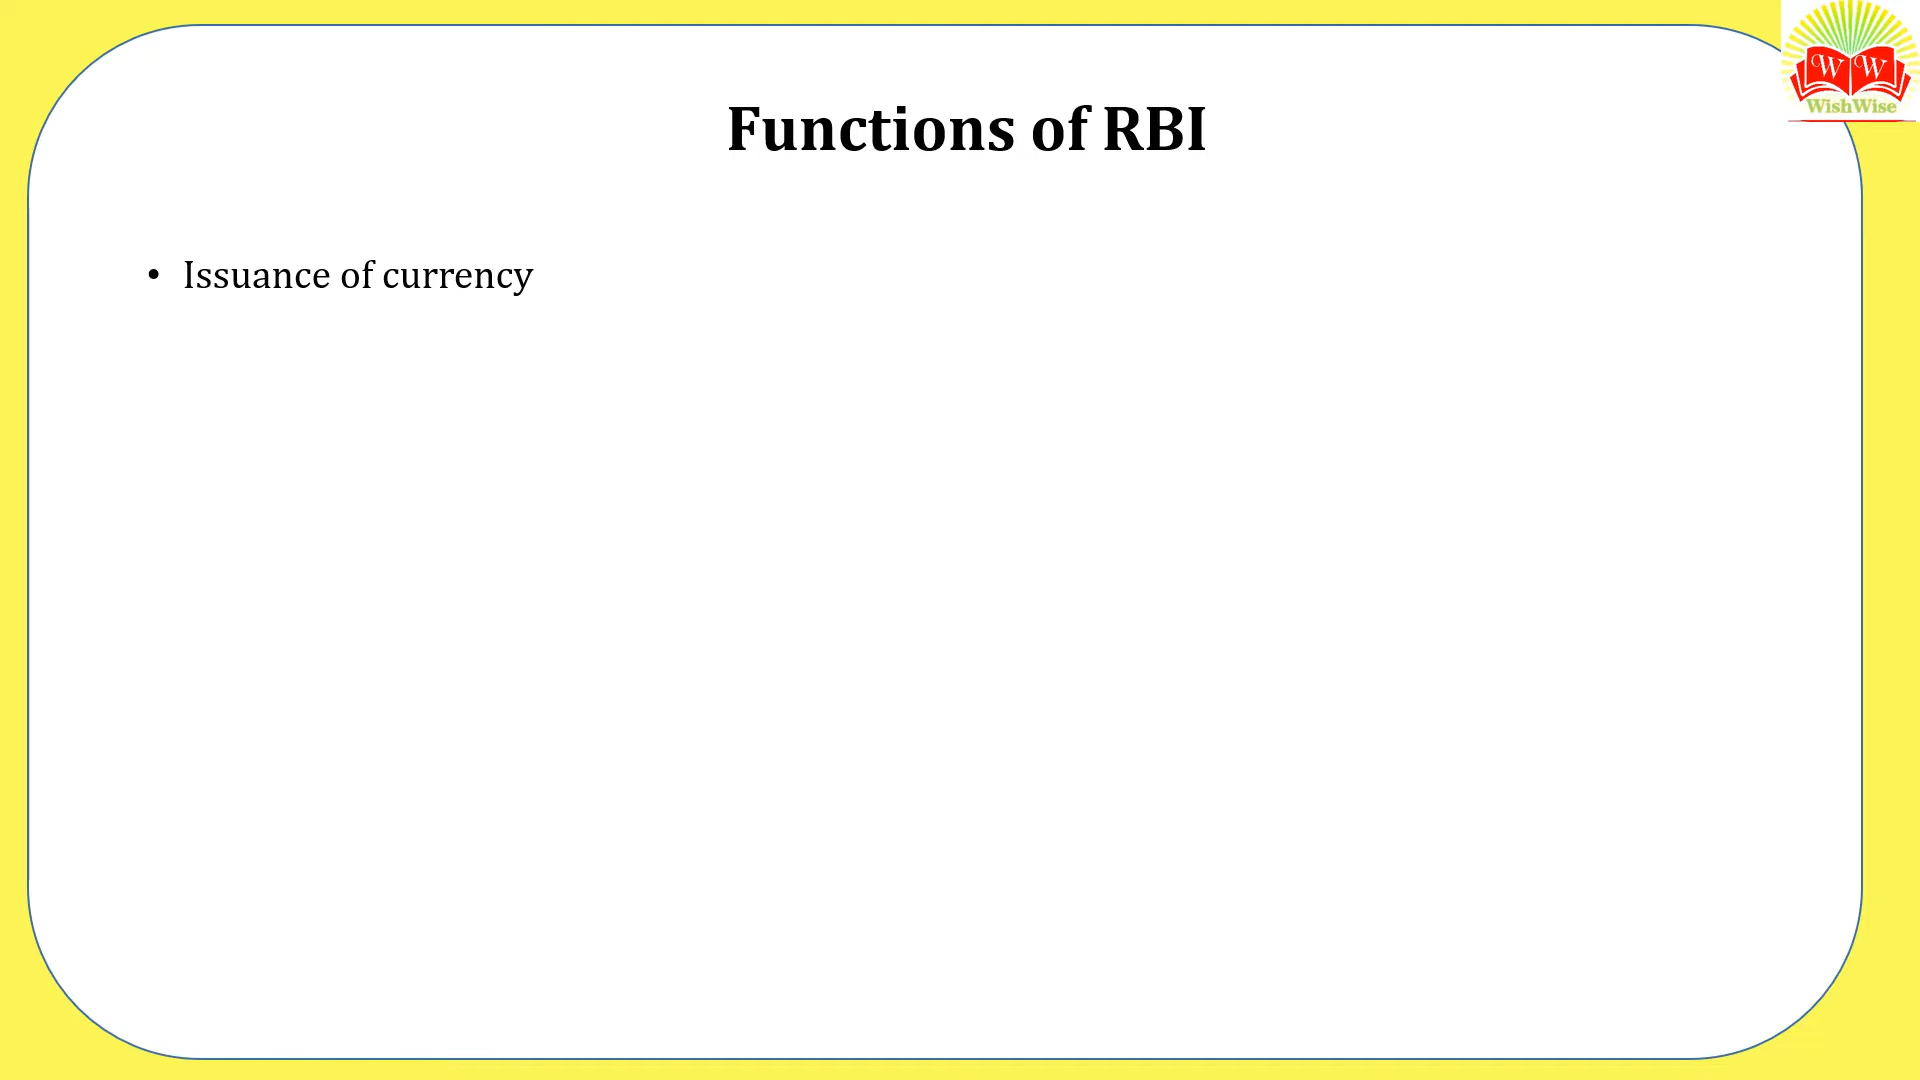 W W
WishWise
Functions of RBI
• Issuance of currency